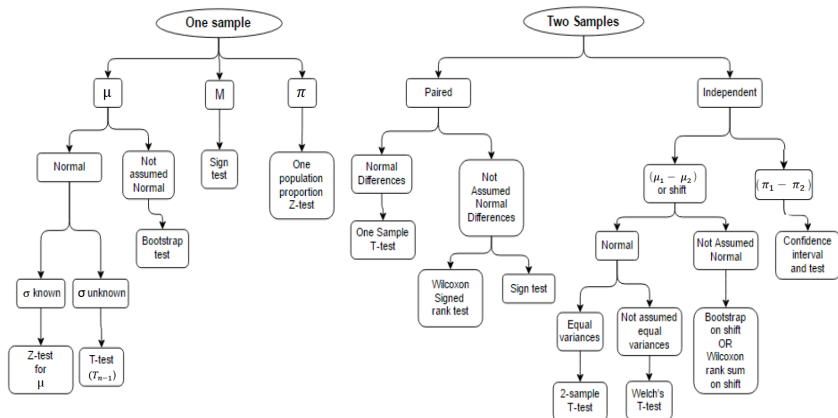 One sample
μ
M
π
Normal
Not
assumed
Normal
Sign
test
One
population
proportion
Z-test
Bootstrap
test
σ known
σ unknown
Z-test
for
μ
T-test
(Tₙ₋₁)
Two Samples
Paired
Independent
Normal
Differences
Not
Assumed
Normal
Differences
One Sample
T-test
Wilcoxon
Signed
rank test
Sign test
(μ₁ − μ₂)
or shift
(π₁ − π₂)
Normal
Not Assumed
Normal
Confidence
interval
and test
Equal
variances
Not assumed
equal
variances
Bootstrap
on shift
OR
Wilcoxon
rank sum
on shift
2-sample
T-test
Welch's
T-test